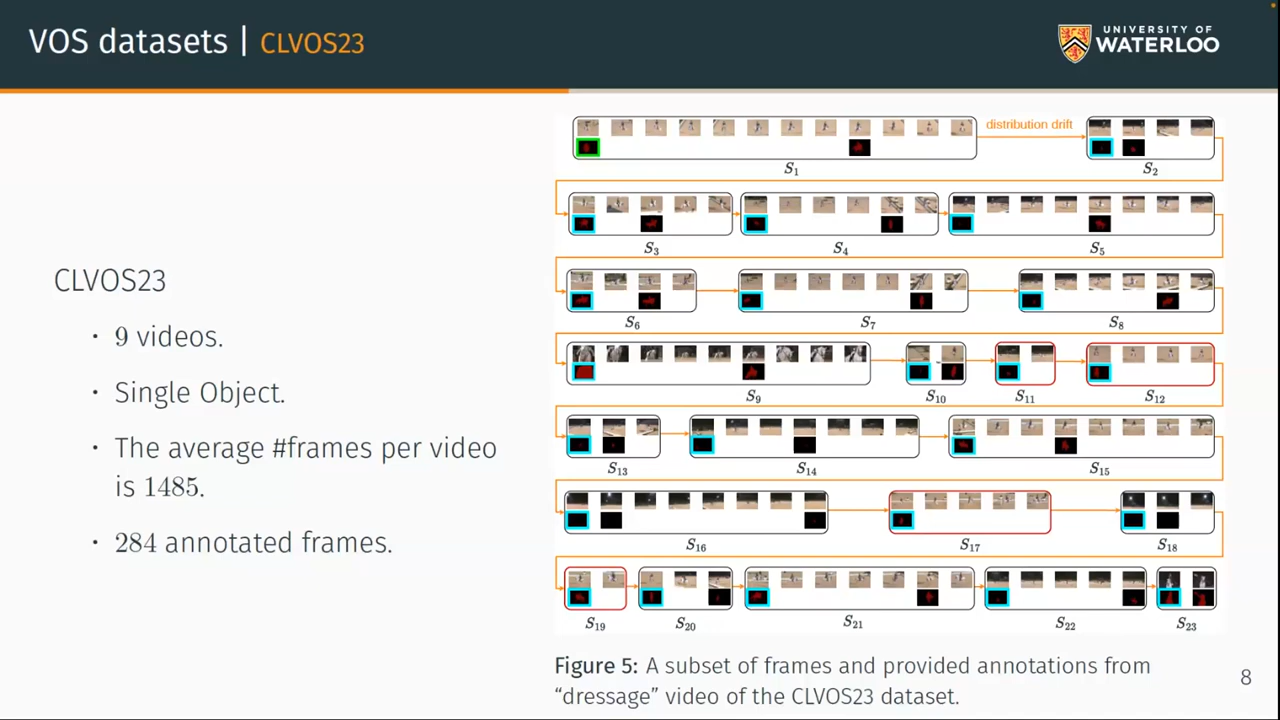 VOS datasets | CLVOS23
UNIVERSITY OF
WATERLOO
CLVOS23
· 9 videos.
· Single Object.
· The average #frames per video
is 1485.
· 284 annotated frames.
distribution drift
S₁ S₂
S₃ S₄ S₅
S₆ S₇ S₈
S₉ S₁₀ S₁₁ S₁₂
S₁₃ S₁₄ S₁₅
S₁₆ S₁₇ S₁₈
S₁₉ S₂₀ S₂₁ S₂₂ S₂₃
Figure 5: A subset of frames and provided annotations from
“dressage” video of the CLVOS23 dataset.
8